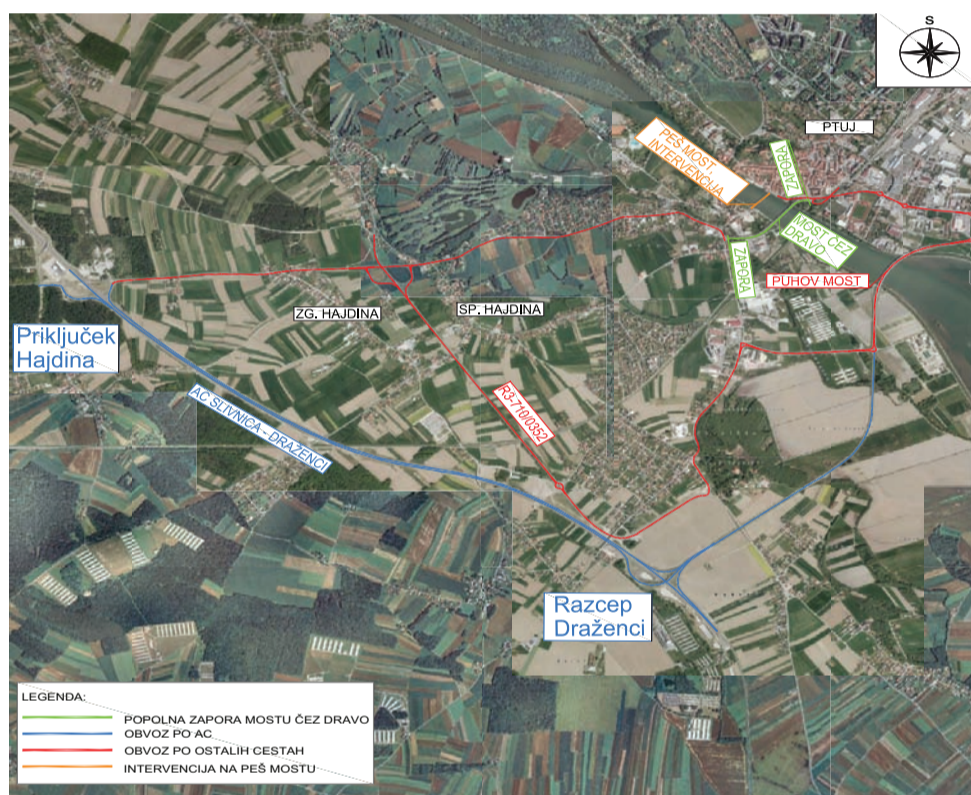 S
PTUJ
PEŠ MOST,
INTERVENCIJA
ZAPORA
MOST ČEZ
DRAVO
ZAPORA
PUHOV MOST
ZG. HAJDINA
SP. HAJDINA
Priključek
Hajdina
AC SLIVNICA - DRAŽENCI
R3-710/0352
Razcep
Draženci
LEGENDA:
POPOLNA ZAPORA MOSTU ČEZ DRAVO
OBVOZ PO AC
OBVOZ PO OSTALIH CESTAH
INTERVENCIJA NA PEŠ MOSTU